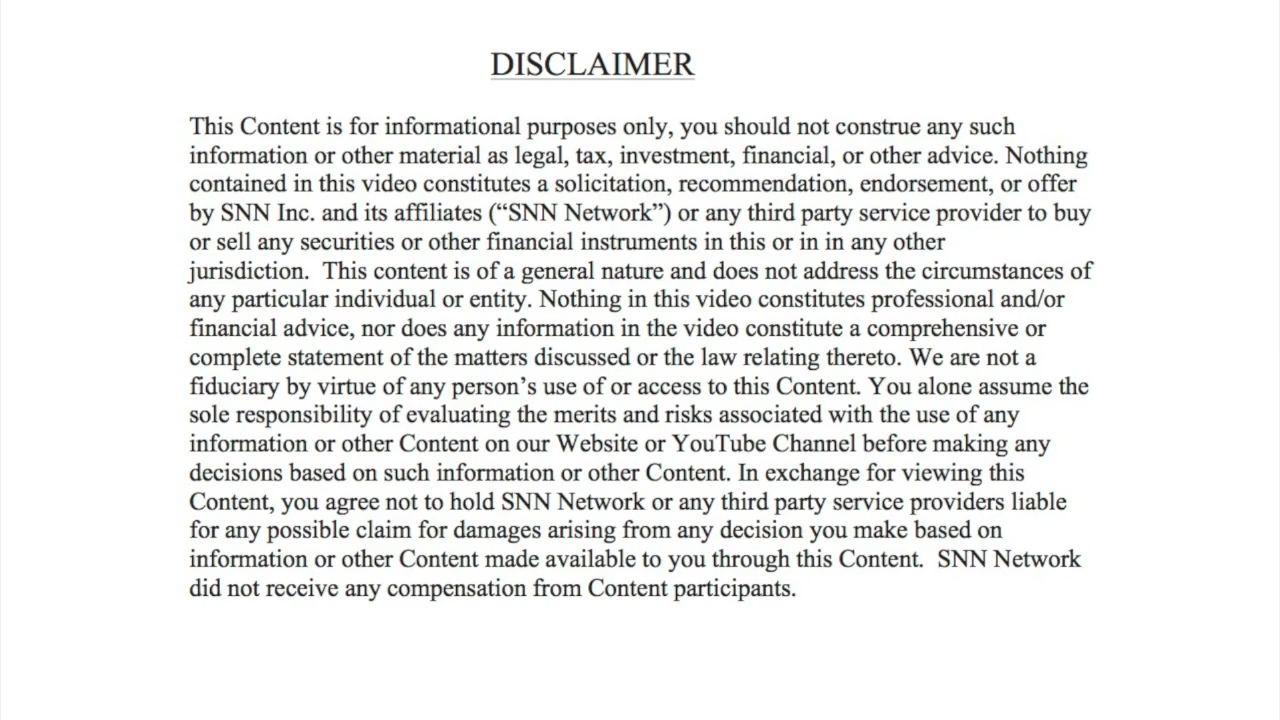 DISCLAIMER
This Content is for informational purposes only, you should not construe any such
information or other material as legal, tax, investment, financial, or other advice. Nothing
contained in this video constitutes a solicitation, recommendation, endorsement, or offer
by SNN Inc. and its affiliates (“SNN Network”) or any third party service provider to buy
or sell any securities or other financial instruments in this or in in any other
jurisdiction.  This content is of a general nature and does not address the circumstances of
any particular individual or entity. Nothing in this video constitutes professional and/or
financial advice, nor does any information in the video constitute a comprehensive or
complete statement of the matters discussed or the law relating thereto. We are not a
fiduciary by virtue of any person’s use of or access to this Content. You alone assume the
sole responsibility of evaluating the merits and risks associated with the use of any
information or other Content on our Website or YouTube Channel before making any
decisions based on such information or other Content. In exchange for viewing this
Content, you agree not to hold SNN Network or any third party service providers liable
for any possible claim for damages arising from any decision you make based on
information or other Content made available to you through this Content.  SNN Network
did not receive any compensation from Content participants.